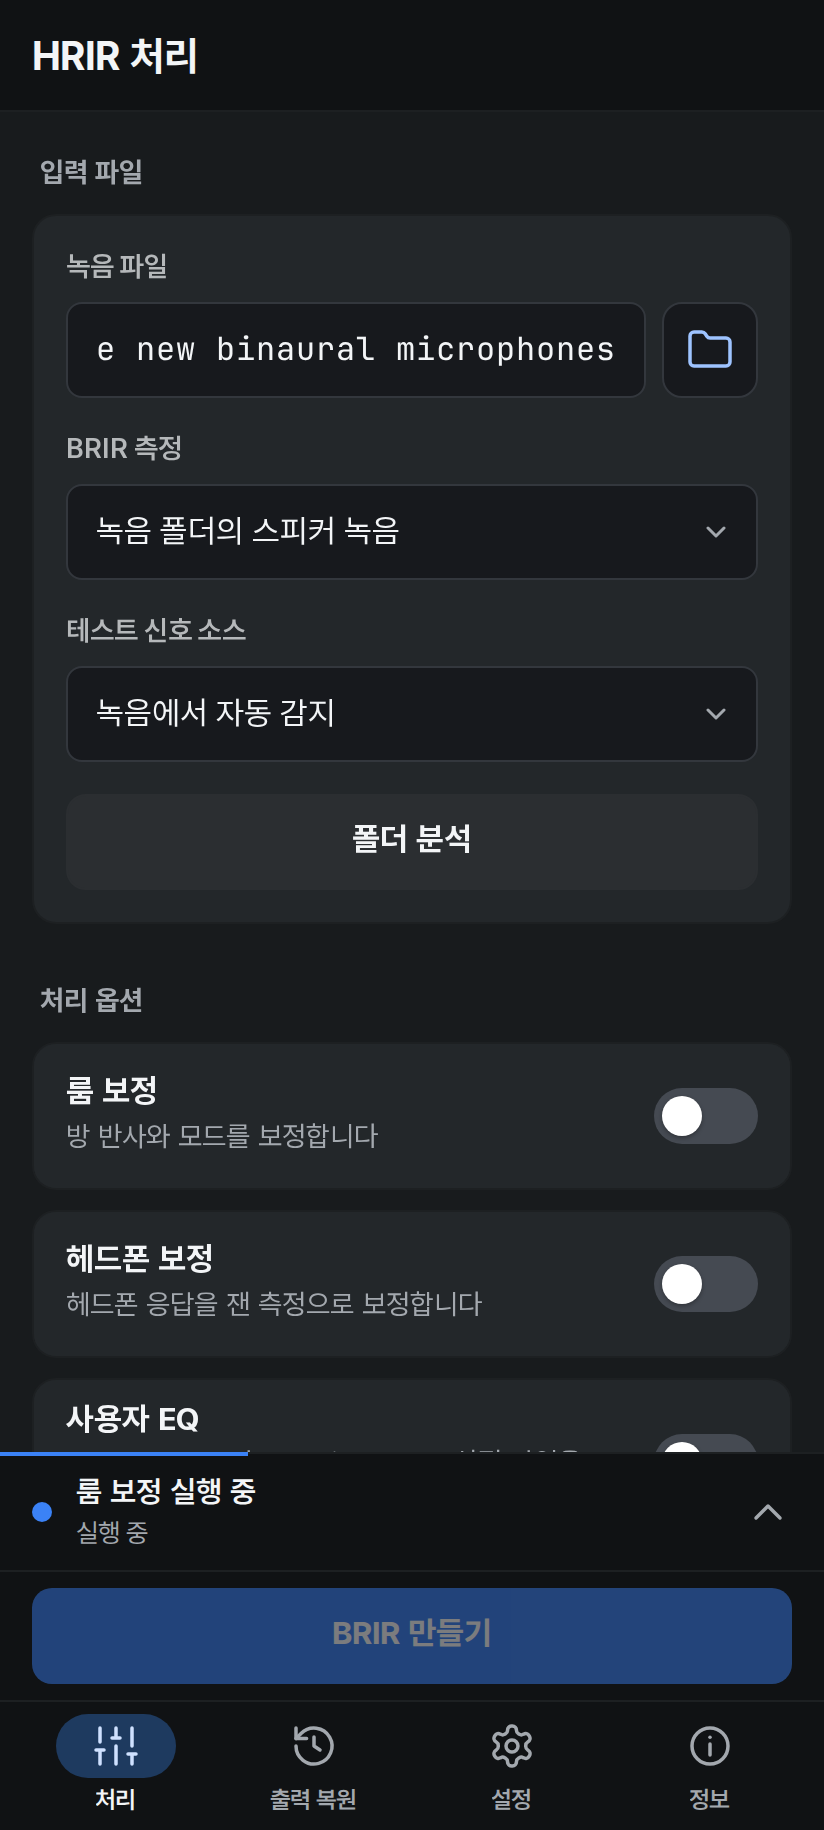 HRIR 처리
입력 파일
녹음 파일
e new binaural microphones
BRIR 측정
녹음 폴더의 스피커 녹음
테스트 신호 소스
녹음에서 자동 감지
폴더 분석
처리 옵션
룸 보정
방 반사와 모드를 보정합니다
헤드폰 보정
헤드폰 응답을 잰 측정으로 보정합니다
사용자 EQ
룸 보정 실행 중
실행 중
BRIR 만들기
처리
출력 복원
설정
정보